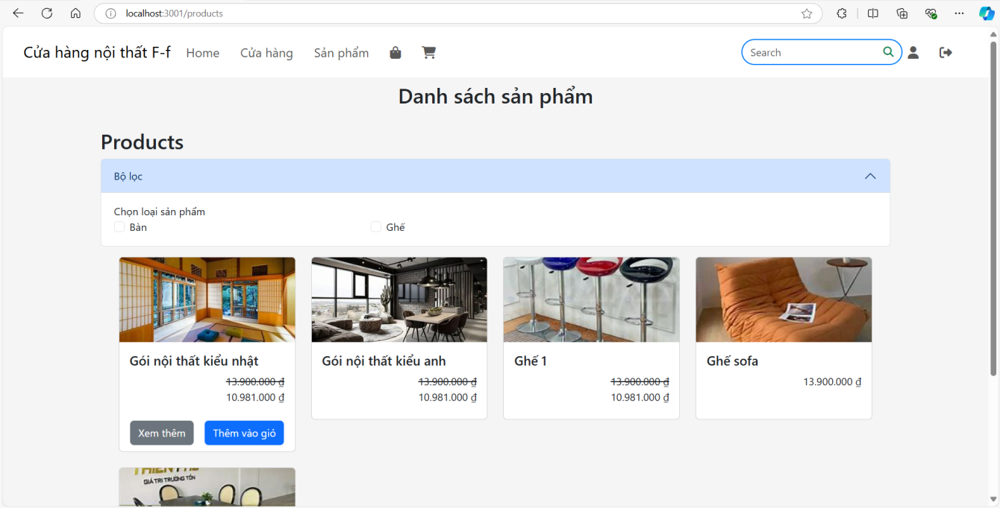 localhost:3001/products
Cửa hàng nội thất F-f
Home
Cửa hàng
Sản phẩm
Search
Danh sách sản phẩm
Products
Bộ lọc
Chọn loại sản phẩm
Bàn
Ghế
Gói nội thất kiểu nhật
13.900.000 ₫
10.981.000 ₫
Xem thêm
Thêm vào giỏ
Gói nội thất kiểu anh
13.900.000 ₫
10.981.000 ₫
Ghế 1
13.900.000 ₫
10.981.000 ₫
Ghế sofa
13.900.000 ₫
GIÁ TRỊ TRƯỜNG TỒN